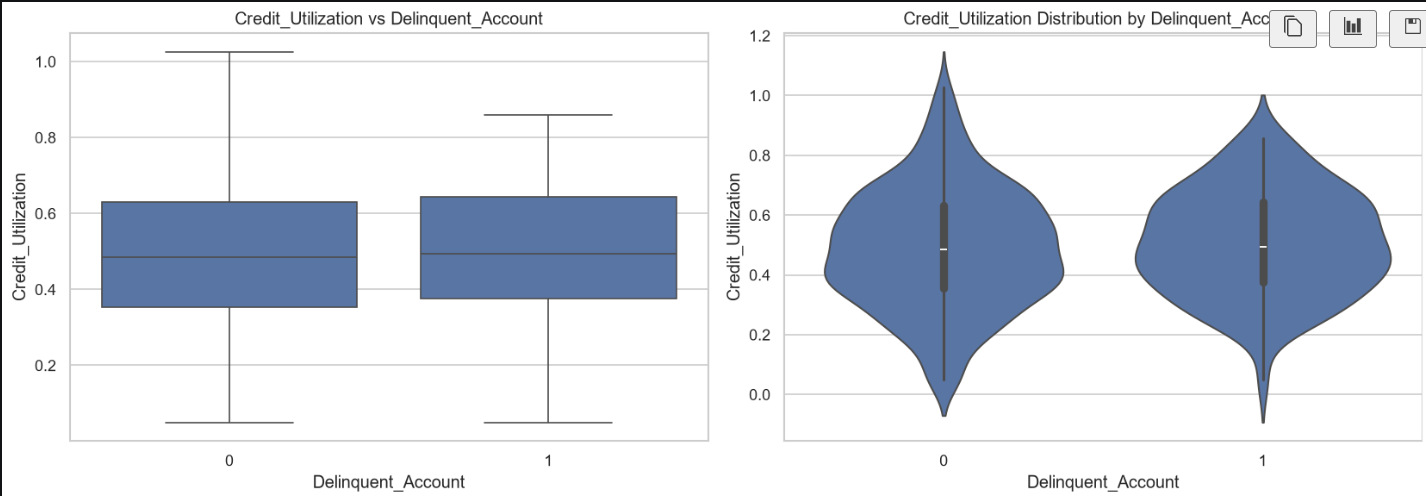 Credit_Utilization vs Delinquent_Account
1.0
0.8
0.6
0.4
0.2
Credit_Utilization
0 1
Delinquent_Account
Credit_Utilization Distribution by Delinquent_Acc
1.2
1.0
0.8
0.6
0.4
0.2
0.0
Credit_Utilization
0 1
Delinquent_Account